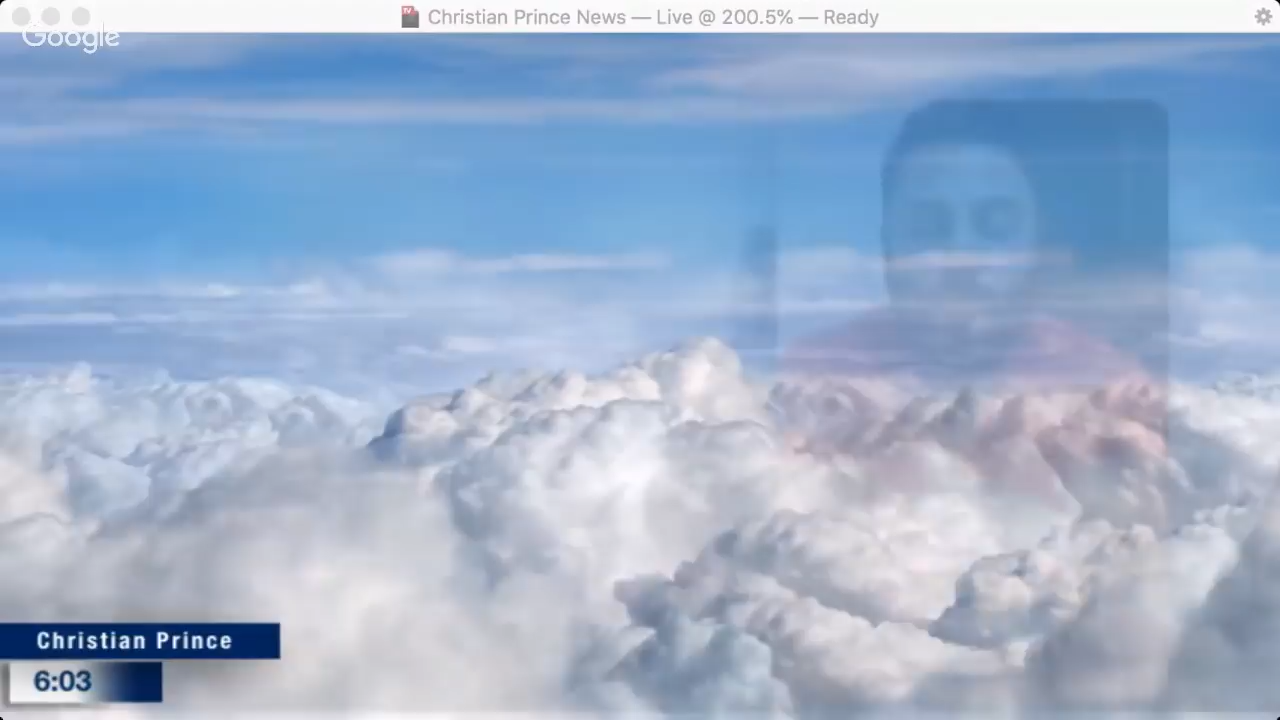 Christian Prince News — Live @ 200.5% — Ready
Google
Christian Prince
6:03